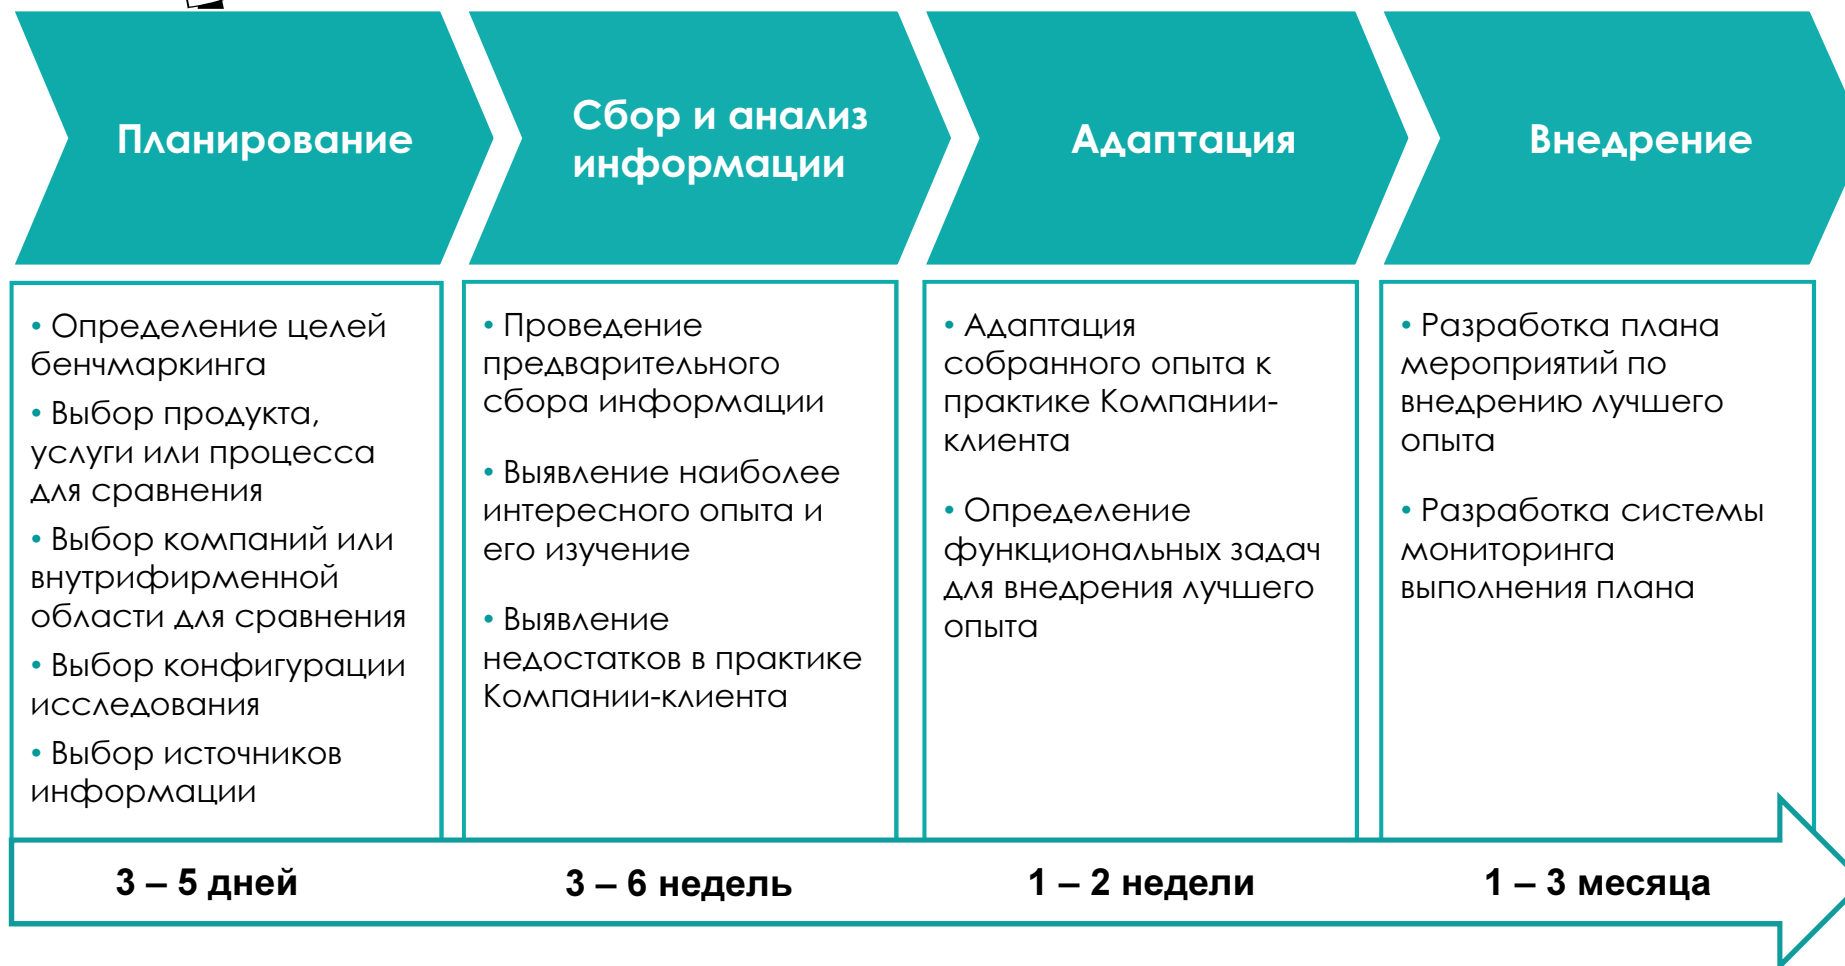 Планирование
Сбор и анализ
информации
Адаптация
Внедрение
• Определение целей
бенчмаркинга
• Выбор продукта,
услуги или процесса
для сравнения
• Выбор компаний или
внутрифирменной
области для сравнения
• Выбор конфигурации
исследования
• Выбор источников
информации
• Проведение
предварительного
сбора информации
• Выявление наиболее
интересного опыта и
его изучение
• Выявление
недостатков в практике
Компании-клиента
• Адаптация
собранного опыта к
практике Компании-
клиента
• Определение
функциональных задач
для внедрения лучшего
опыта
• Разработка плана
мероприятий по
внедрению лучшего
опыта
• Разработка системы
мониторинга
выполнения плана
3 – 5 дней
3 – 6 недель
1 – 2 недели
1 – 3 месяца